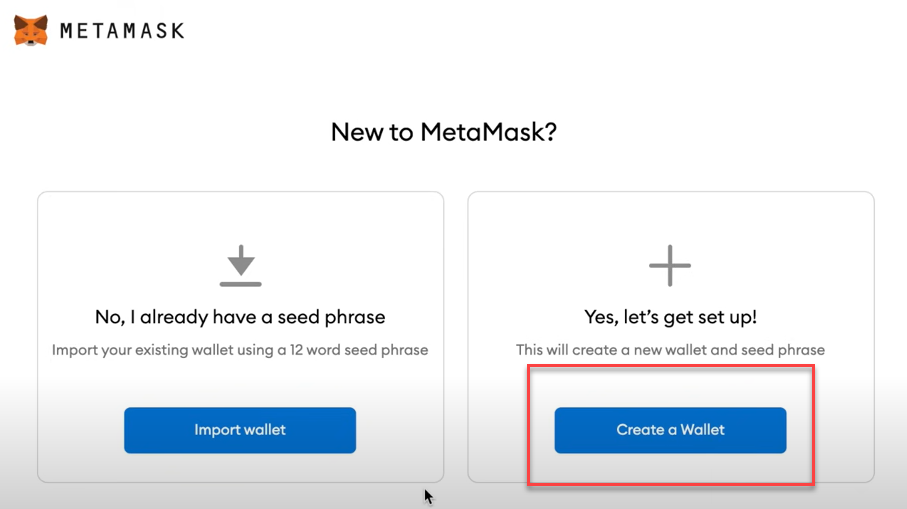 METAMASK
New to MetaMask?
No, I already have a seed phrase
Import your existing wallet using a 12 word seed phrase
Import wallet
Yes, let’s get set up!
This will create a new wallet and seed phrase
Create a Wallet